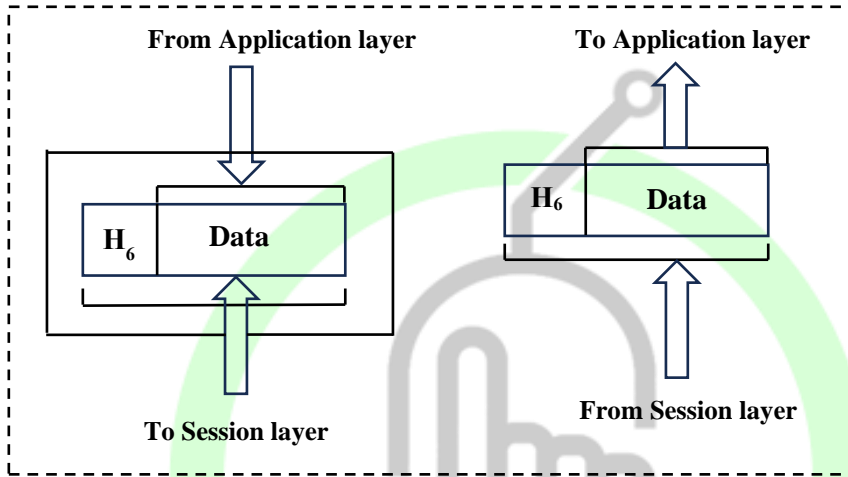 From Application layer
To Application layer
H6 Data
H6 Data
To Session layer
From Session layer